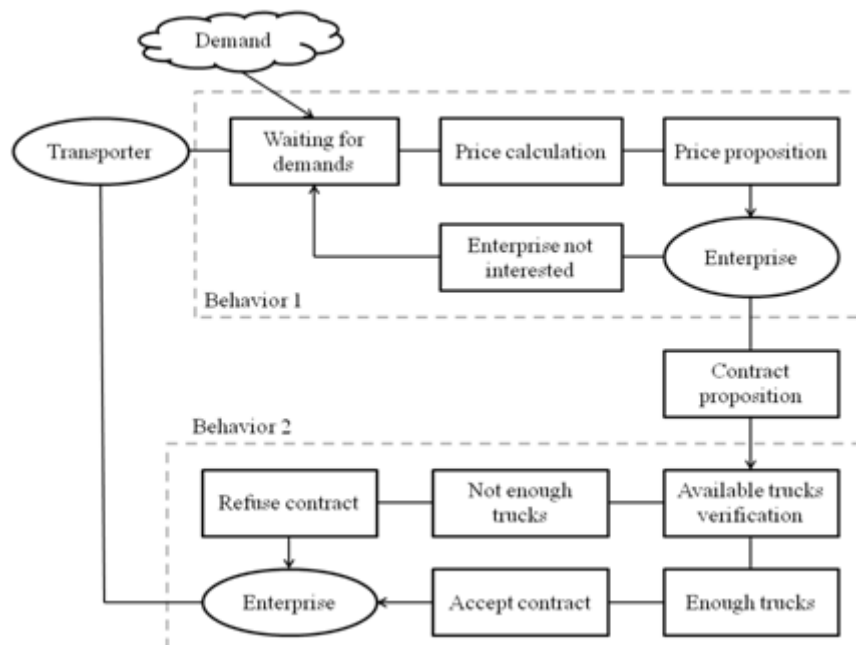 Demand
Transporter
Waiting for
demands
Price calculation
Price proposition
Enterprise not
interested
Enterprise
Behavior 1
Contract
proposition
Behavior 2
Refuse contract
Not enough
trucks
Available trucks
verification
Enterprise
Accept contract
Enough trucks